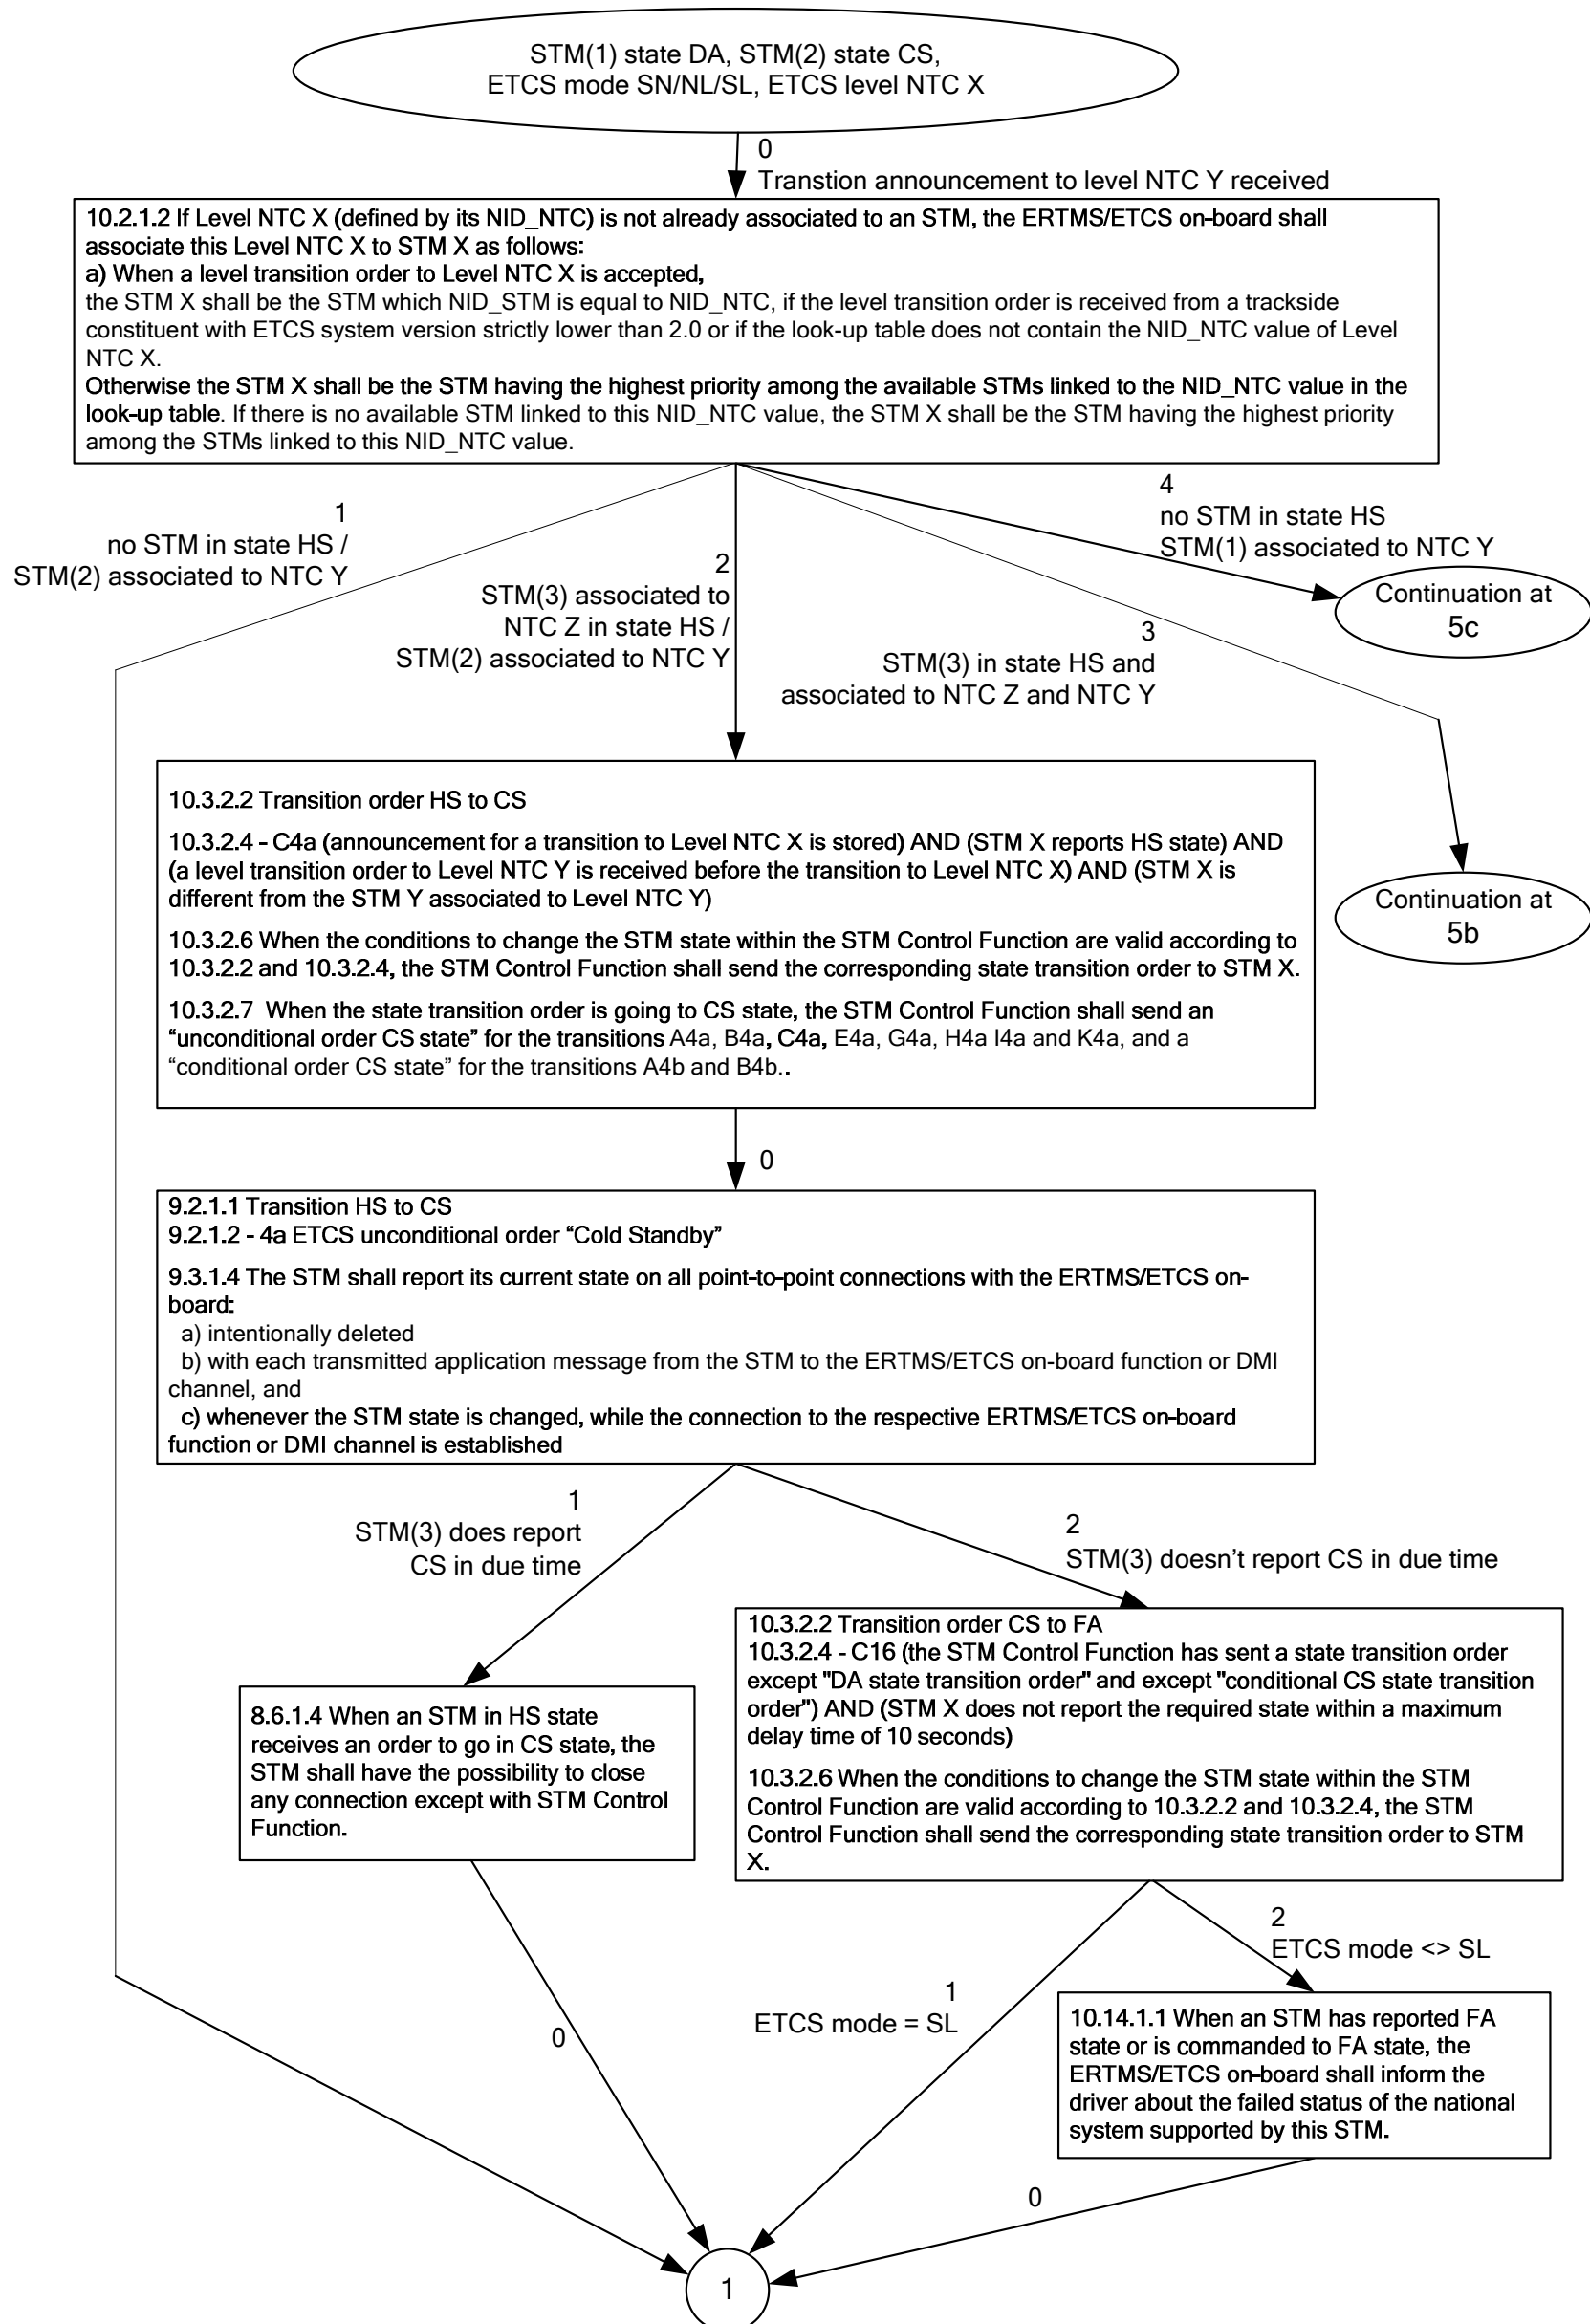 STM(1) state DA, STM(2) state CS,
ETCS mode SN/NL/SL, ETCS level NTC X
0
Transtion announcement to level NTC Y received
10.2.1.2 If Level NTC X (defined by its NID_NTC) is not already associated to an STM, the ERTMS/ETCS on-board shall
associate this Level NTC X to STM X as follows:
a) When a level transition order to Level NTC X is accepted,
the STM X shall be the STM which NID_STM is equal to NID_NTC, if the level transition order is received from a trackside
constituent with ETCS system version strictly lower than 2.0 or if the look-up table does not contain the NID_NTC value of Level
NTC X.
Otherwise the STM X shall be the STM having the highest priority among the available STMs linked to the NID_NTC value in the
look-up table. If there is no available STM linked to this NID_NTC value, the STM X shall be the STM having the highest priority
among the STMs linked to this NID_NTC value.
1
no STM in state HS /
STM(2) associated to NTC Y
2
STM(3) associated to
NTC Z in state HS /
STM(2) associated to NTC Y
3
STM(3) in state HS and
associated to NTC Z and NTC Y
4
no STM in state HS
STM(1) associated to NTC Y
Continuation at
5c
Continuation at
5b
10.3.2.2 Transition order HS to CS
10.3.2.4 - C4a (announcement for a transition to Level NTC X is stored) AND (STM X reports HS state) AND
(a level transition order to Level NTC Y is received before the transition to Level NTC X) AND (STM X is
different from the STM Y associated to Level NTC Y)
10.3.2.6 When the conditions to change the STM state within the STM Control Function are valid according to
10.3.2.2 and 10.3.2.4, the STM Control Function shall send the corresponding state transition order to STM X.
10.3.2.7 When the state transition order is going to CS state, the STM Control Function shall send an
“unconditional order CS state” for the transitions A4a, B4a, C4a, E4a, G4a, H4a I4a and K4a, and a
“conditional order CS state” for the transitions A4b and B4b..
0
9.2.1.1 Transition HS to CS
9.2.1.2 - 4a ETCS unconditional order “Cold Standby”
9.3.1.4 The STM shall report its current state on all point-to-point connections with the ERTMS/ETCS on-
board:
a) intentionally deleted
b) with each transmitted application message from the STM to the ERTMS/ETCS on-board function or DMI
channel, and
c) whenever the STM state is changed, while the connection to the respective ERTMS/ETCS on-board
function or DMI channel is established
1
STM(3) does report
CS in due time
2
STM(3) doesn’t report CS in due time
8.6.1.4 When an STM in HS state
receives an order to go in CS state, the
STM shall have the possibility to close
any connection except with STM Control
Function.
10.3.2.2 Transition order CS to FA
10.3.2.4 - C16 (the STM Control Function has sent a state transition order
except "DA state transition order" and except "conditional CS state transition
order") AND (STM X does not report the required state within a maximum
delay time of 10 seconds)
10.3.2.6 When the conditions to change the STM state within the STM
Control Function are valid according to 10.3.2.2 and 10.3.2.4, the STM
Control Function shall send the corresponding state transition order to STM
X.
0
1
ETCS mode = SL
2
ETCS mode <> SL
10.14.1.1 When an STM has reported FA
state or is commanded to FA state, the
ERTMS/ETCS on-board shall inform the
driver about the failed status of the national
system supported by this STM.
0
1